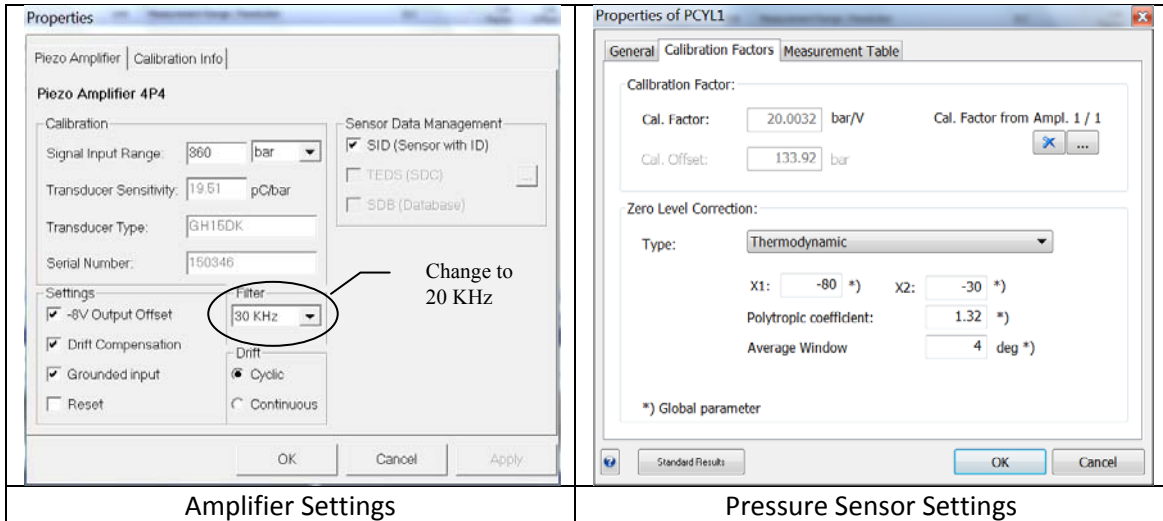 Properties
Piezo Amplifier
Calibration Info
Piezo Amplifier 4P4
Calibration
Signal Input Range: 360 bar
Transducer Sensitivity: 19.51 pC/bar
Transducer Type: GH15DK
Serial Number: 150346
Sensor Data Management
SID (Sensor with ID)
TEDS (SDC) ...
SDB (Database)
Change to
20 KHz
Settings
-8V Output Offset
Drift Compensation
Grounded input
Reset
Filter
30 KHz
Drift
Cyclic
Continuous
OK Cancel Apply
Amplifier Settings
Properties of PCYL1
General Calibration Factors Measurement Table
Calibration Factor:
Cal. Factor: 20.0032 bar/V Cal. Factor from Ampl. 1 / 1
Cal. Offset: 133.92 bar ...
Zero Level Correction:
Type: Thermodynamic
X1: -80 *) X2: -30 *)
Polytropic coefficient: 1.32 *)
Average Window 4 deg *)
*) Global parameter
? Standard Results OK Cancel
Pressure Sensor Settings